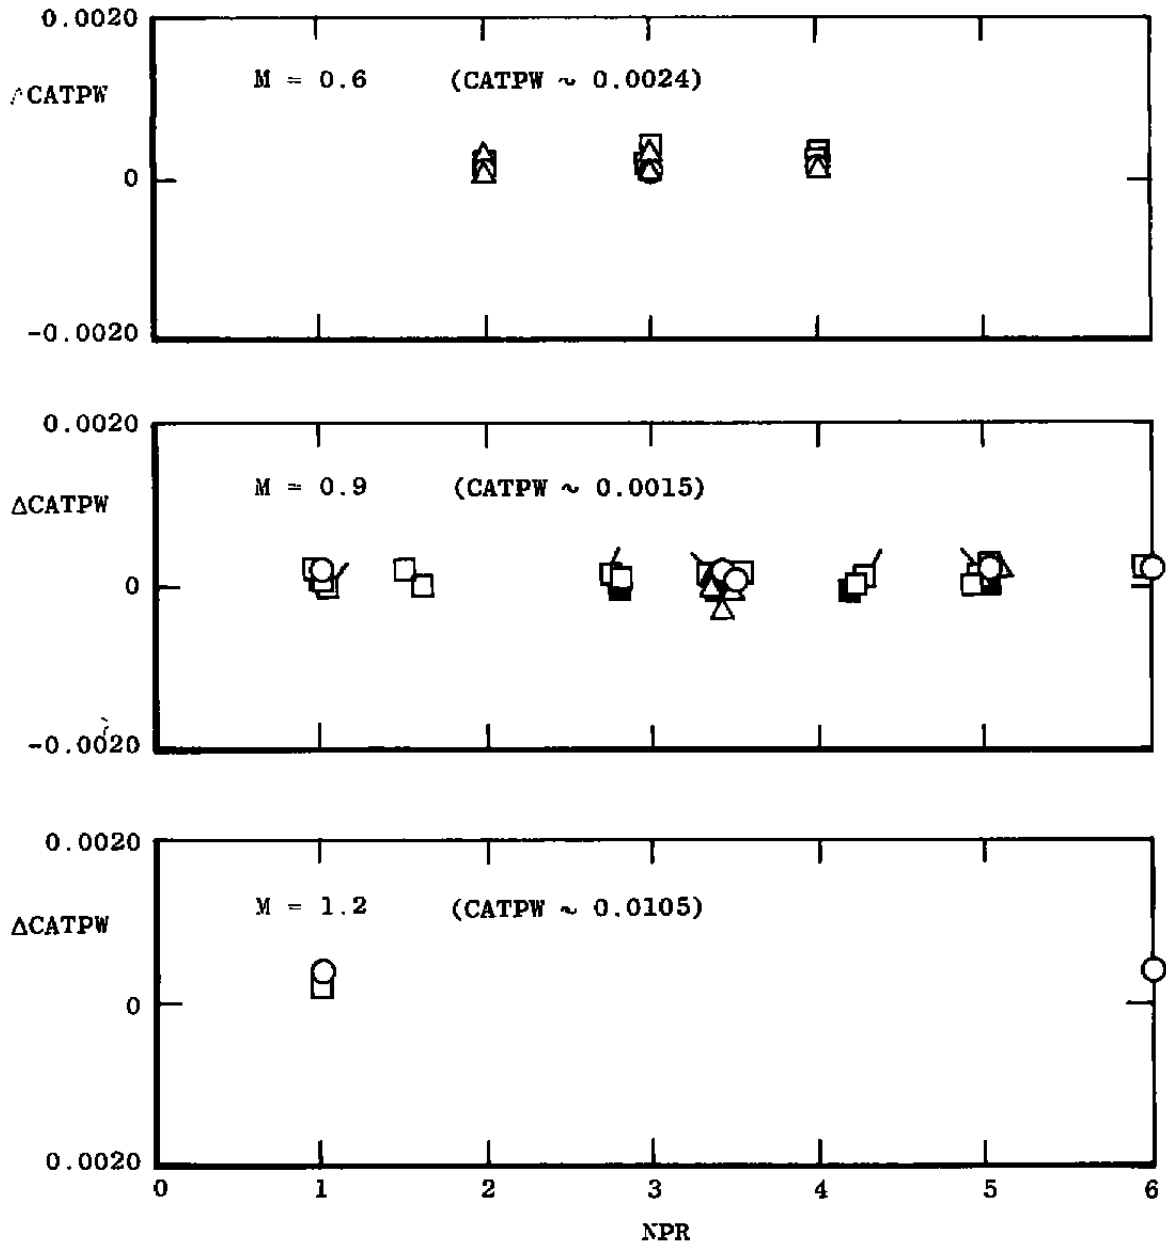 0.0020
M = 0.6 (CATPW ~ 0.0024)
ΔCATPW
0
-0.0020
0.0020
M = 0.9 (CATPW ~ 0.0015)
ΔCATPW
0
-0.0020
0.0020
M = 1.2 (CATPW ~ 0.0105)
ΔCATPW
0
0.0020
0 1 2 3 4 5 6
NPR